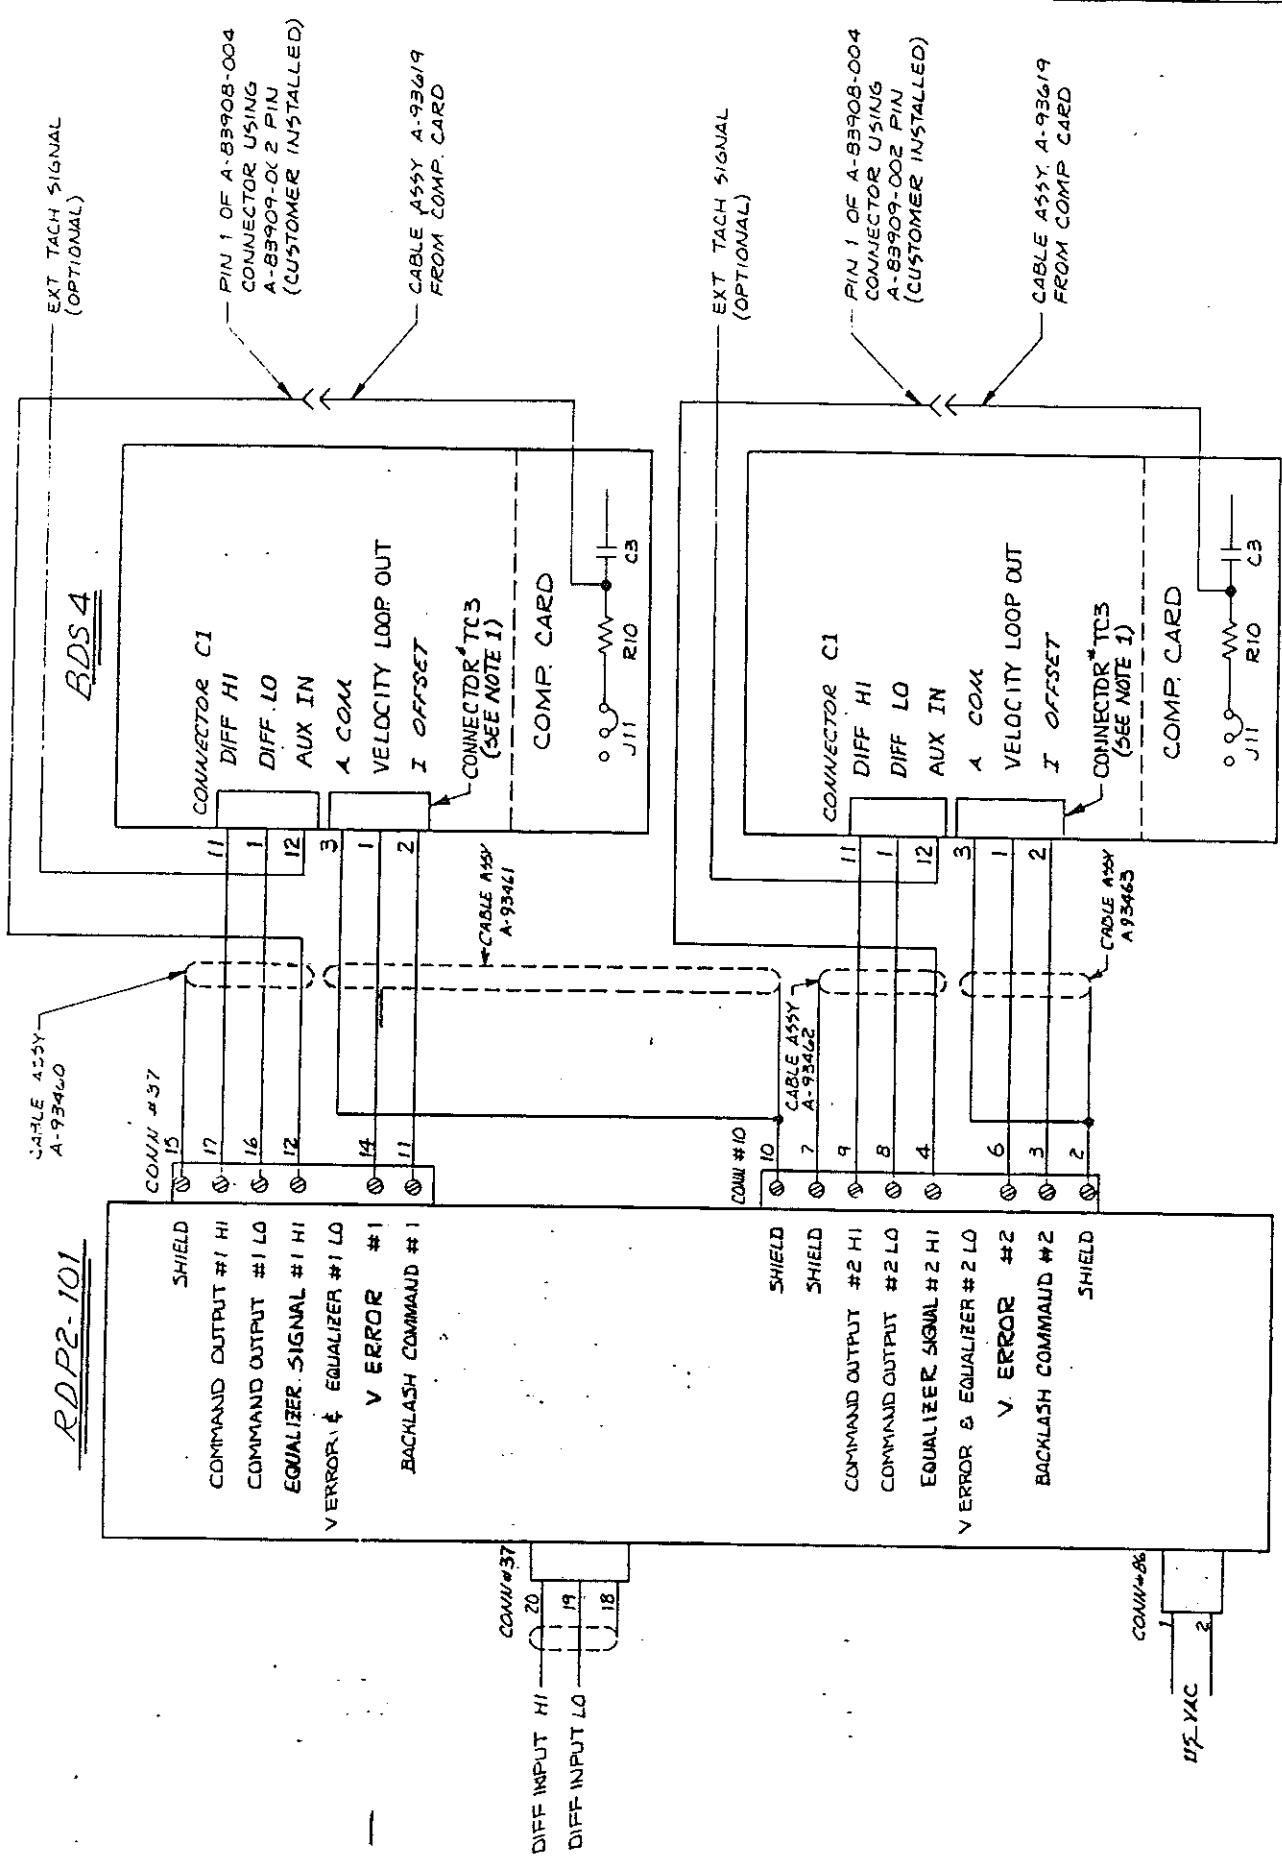 RDP2-101
BDS4
CABLE ASSY
A-93460
CONN #37
15
17
16
12
14
11
SHIELD
COMMAND OUTPUT #1 HI
COMMAND OUTPUT #1 LO
EQUALIZER SIGNAL #1 HI
V ERROR & EQUALIZER #1 LO
V ERROR #1
BACKLASH COMMAND #1
CONNECTOR C1
11
1
12
3
1
2
DIFF HI
DIFF LO
AUX IN
A COM
VELOCITY LOOP OUT
I OFFSET
CONNECTOR #TC3
(SEE NOTE 1)
COMP. CARD
J11
R10
C3
CABLE ASSY
A-93461
EXT TACH SIGNAL
(OPTIONAL)
PIN 1 OF A-83908-004
CONNECTOR USING
A-83909-002 PIN
(CUSTOMER INSTALLED)
CABLE ASSY A-93619
FROM COMP. CARD
CONN #10
10
7
9
8
4
6
3
2
SHIELD
SHIELD
COMMAND OUTPUT #2 HI
COMMAND OUTPUT #2 LO
EQUALIZER SIGNAL #2 HI
V ERROR & EQUALIZER #2 LO
V. ERROR #2
BACKLASH COMMAND #2
SHIELD
CABLE ASSY
A-93462
CABLE ASSY
A93463
CONNECTOR C1
11
1
12
3
1
2
DIFF HI
DIFF LO
AUX IN
A COM
VELOCITY LOOP OUT
I OFFSET
CONNECTOR #TC3
(SEE NOTE 1)
COMP. CARD
J11
R10
C3
EXT TACH SIGNAL
(OPTIONAL)
PIN 1 OF A-83908-004
CONNECTOR USING
A-83909-002 PIN
(CUSTOMER INSTALLED)
CABLE ASSY. A-93619
FROM COMP CARD
CONN #37
20
19
18
DIFF INPUT HI
DIFF INPUT LO
CONN #86
1
2
115 VAC